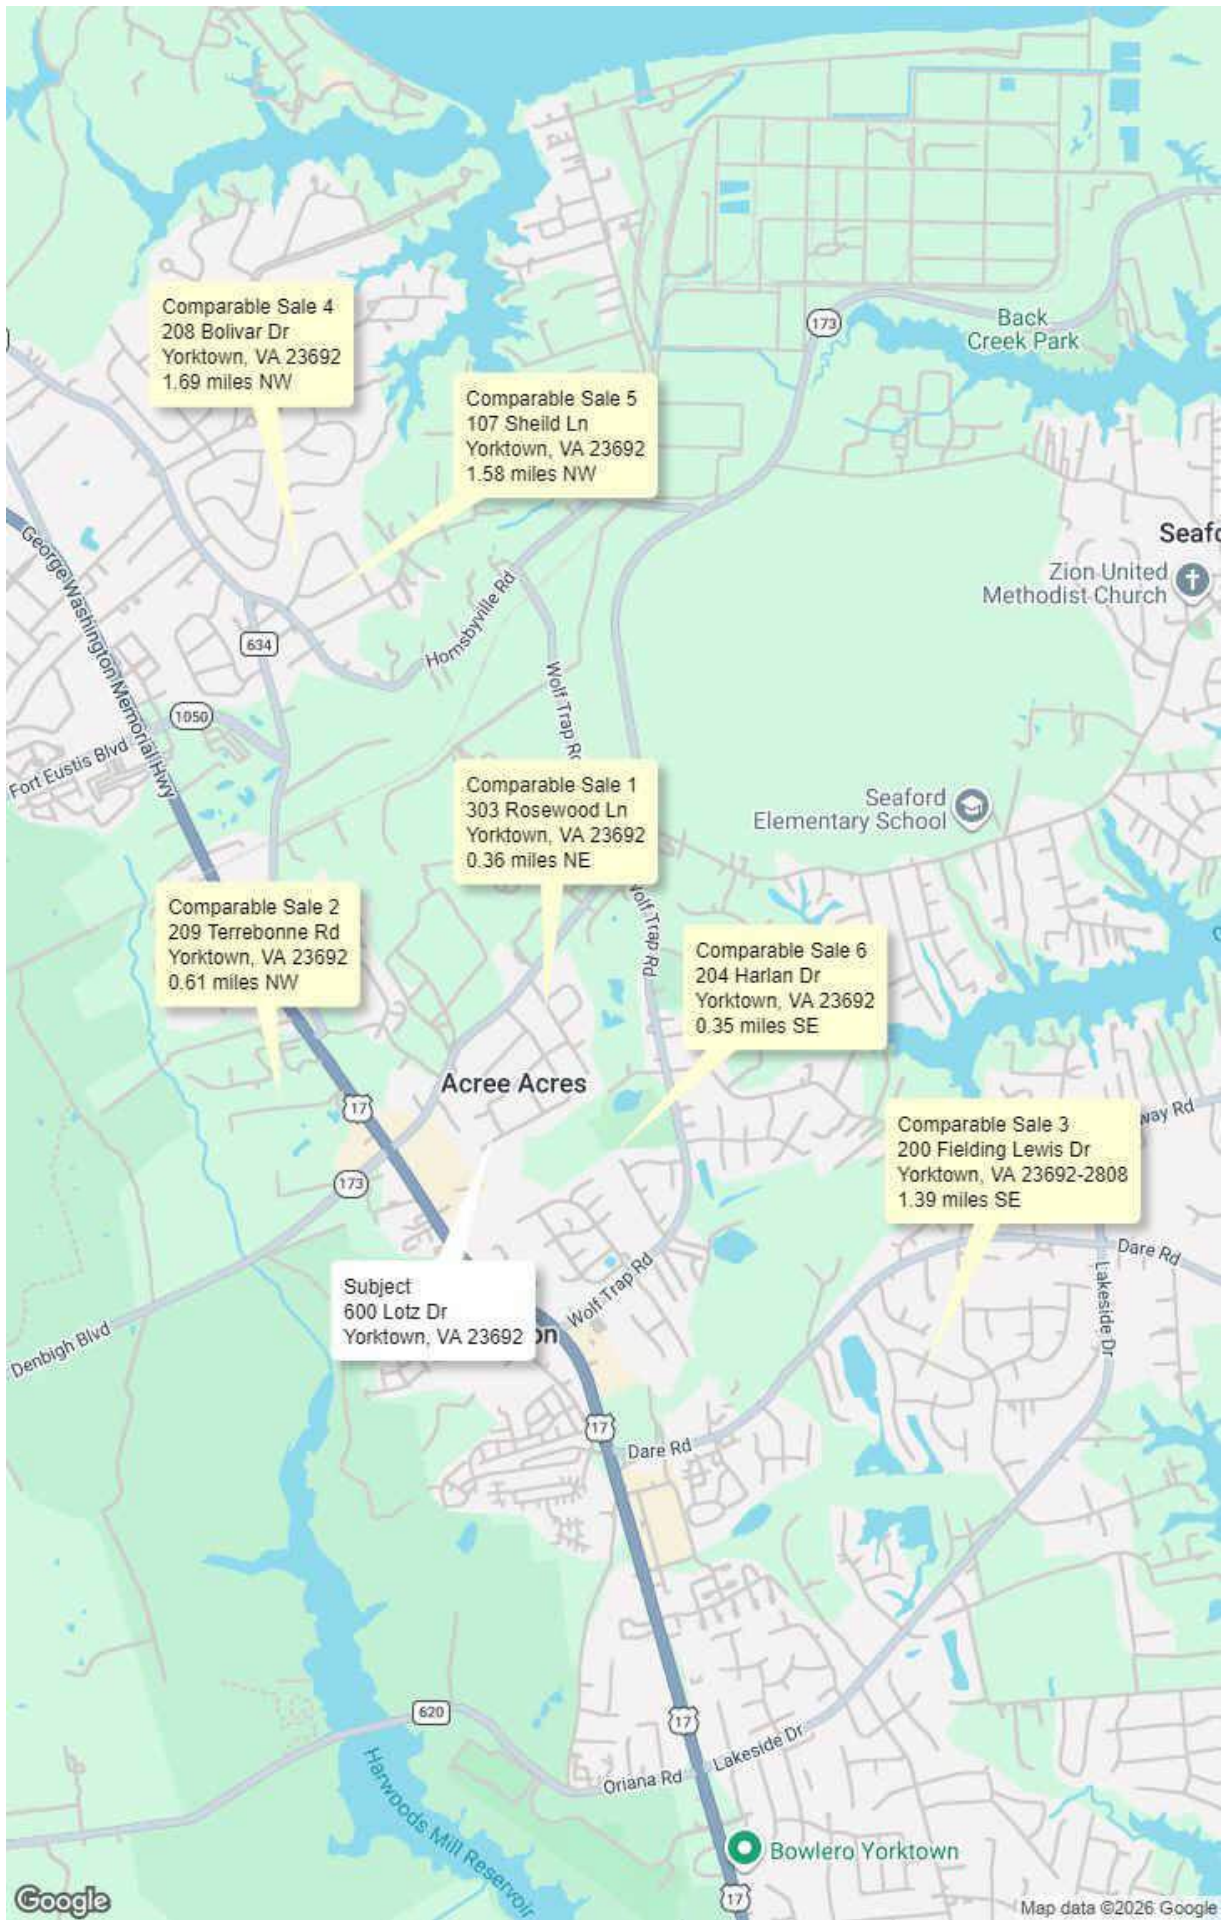 Comparable Sale 4
208 Bolivar Dr
Yorktown, VA 23692
1.69 miles NW
173
Back
Creek Park
Comparable Sale 5
107 Sheild Ln
Yorktown, VA 23692
1.58 miles NW
George Washington Memorial Hwy
Seafo
Zion United
Methodist Church
Hornsbyville Rd
634
Wolf Trap Rd
1050
Fort Eustis Blvd
Comparable Sale 1
303 Rosewood Ln
Yorktown, VA 23692
0.36 miles NE
Seaford
Elementary School
Wolf Trap Rd
Comparable Sale 2
209 Terrebonne Rd
Yorktown, VA 23692
0.61 miles NW
Comparable Sale 6
204 Harlan Dr
Yorktown, VA 23692
0.35 miles SE
Acree Acres
17
way Rd
Comparable Sale 3
200 Fielding Lewis Dr
Yorktown, VA 23692-2808
1.39 miles SE
173
Dare Rd
Lakeside Dr
Wolf Trap Rd
Subject
600 Lotz Dr
Yorktown, VA 23692
on
Denbigh Blvd
17
Dare Rd
620
17
Lakeside Dr
Oriana Rd
Harwoods Mill Reservoir
Bowlero Yorktown
17
Google
Map data ©2026 Google